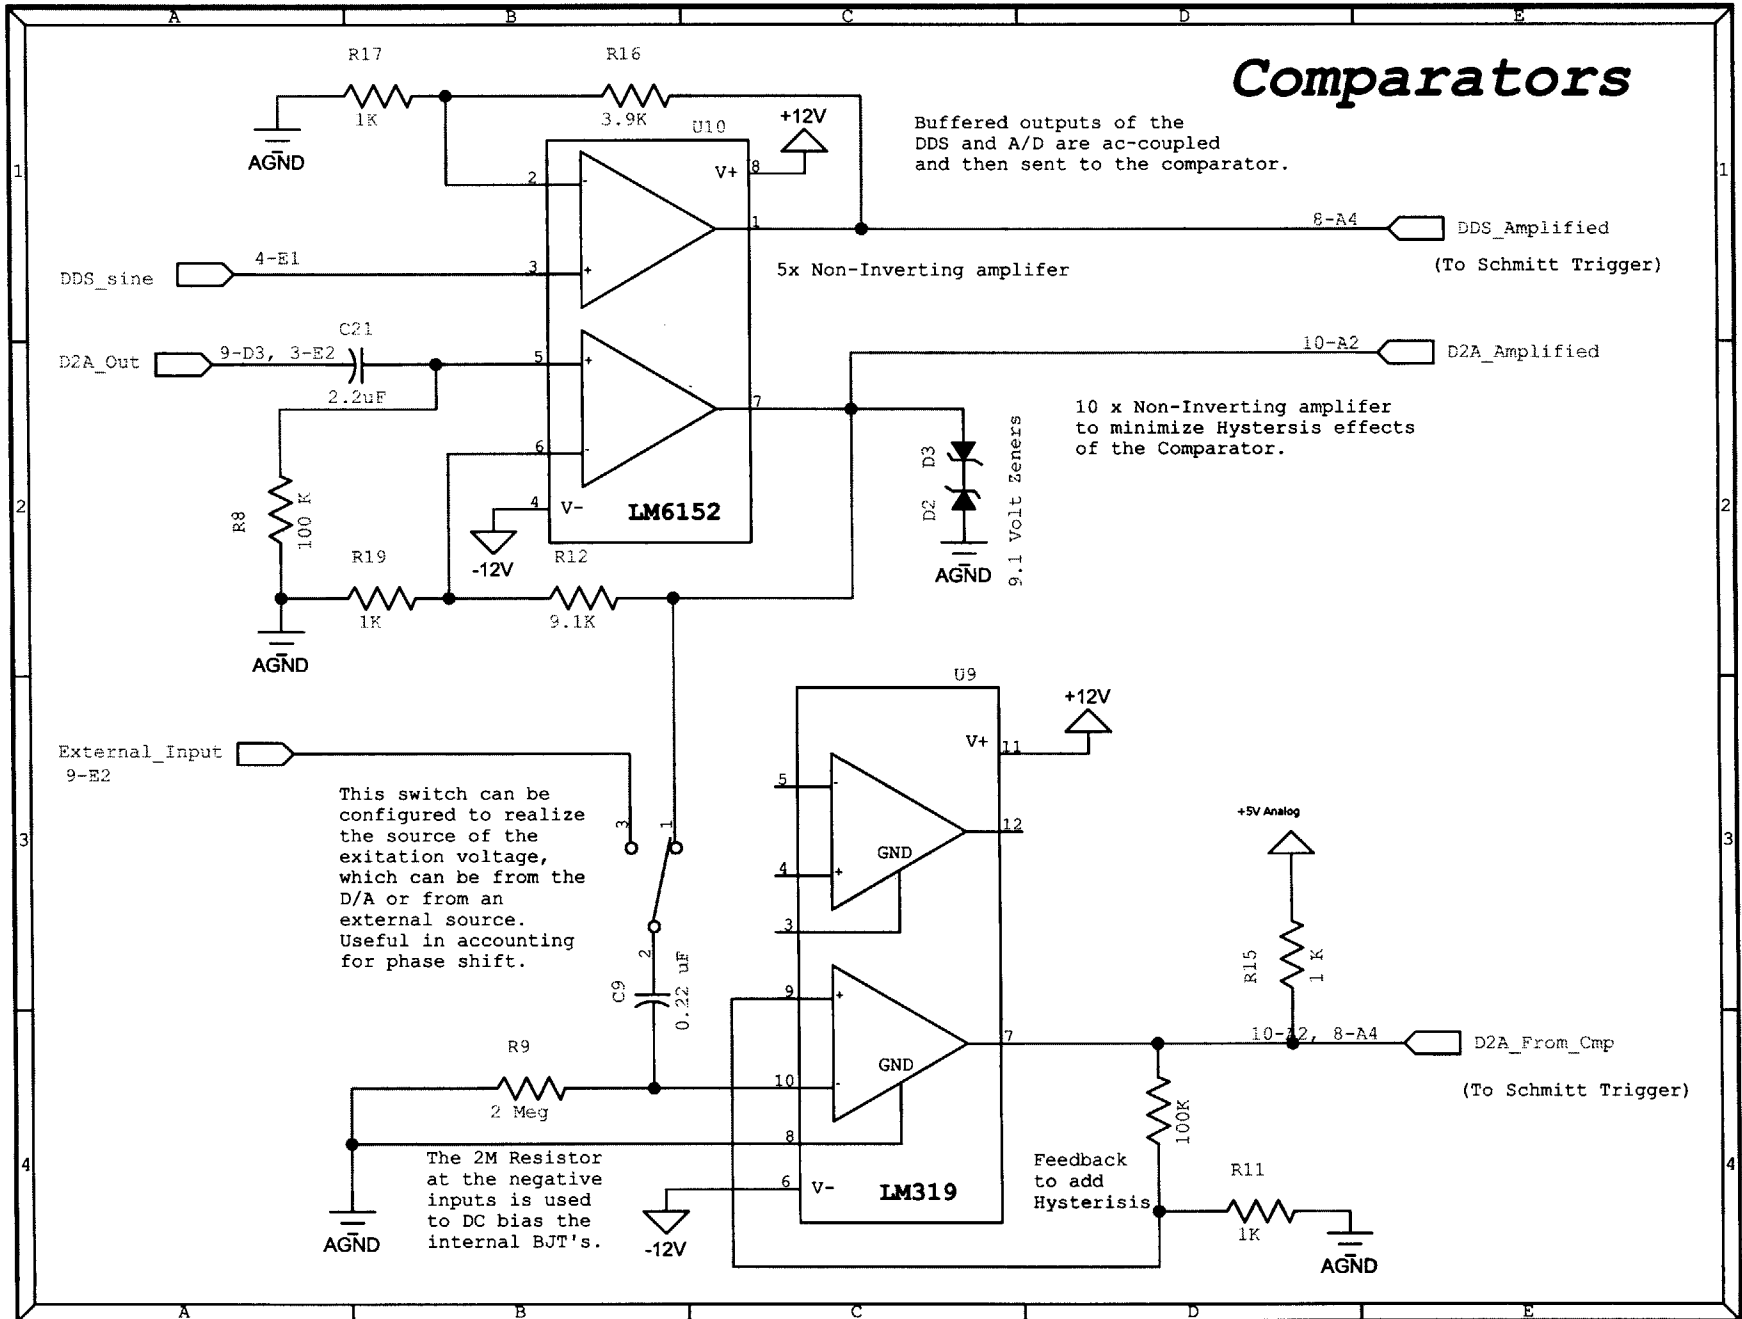 A B C D E
Comparators
R17
1K
AGND
R16
3.9K
U10
+12V
Buffered outputs of the
DDS and A/D are ac-coupled
and then sent to the comparator.
1
1
2
-
V+
8
1
8-A4
DDS_Amplified
(To Schmitt Trigger)
DDS_sine
4-E1
3
+
5x Non-Inverting amplifer
D2A_Out
9-D3, 3-E2
C21
2.2uF
5
+
10-A2
D2A_Amplified
7
10 x Non-Inverting amplifer
to minimize Hystersis effects
of the Comparator.
6
-
D3
D2
9.1 Volt Zeners
AGND
2
2
R8
100 K
4
V-
LM6152
-12V
R19
1K
R12
9.1K
AGND
U9
+12V
External_Input
9-E2
V+
11
This switch can be
configured to realize
the source of the
exitation voltage,
which can be from the
D/A or from an
external source.
Useful in accounting
for phase shift.
3
1
2
3
3
5
-
12
GND
4
+
3
+5V Analog
R15
1 K
C9
0.22 uF
9
+
7
10-A2, 8-A4
D2A_From_Cmp
(To Schmitt Trigger)
R9
2 Meg
10
-
GND
8
100K
4
4
The 2M Resistor
at the negative
inputs is used
to DC bias the
internal BJT's.
AGND
6
V-
LM319
-12V
Feedback
to add
Hysterisis
R11
1K
AGND
A B C D E